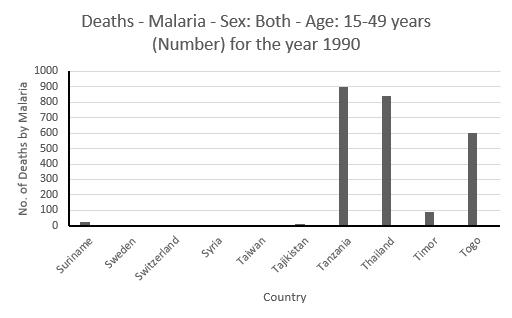 Deaths - Malaria - Sex: Both - Age: 15-49 years
(Number) for the year 1990
No. of Deaths by Malaria
1000
900
800
700
600
500
400
300
200
100
0
Suriname
Sweden
Switzerland
Syria
Taiwan
Tajikistan
Tanzania
Thailand
Timor
Togo
Country